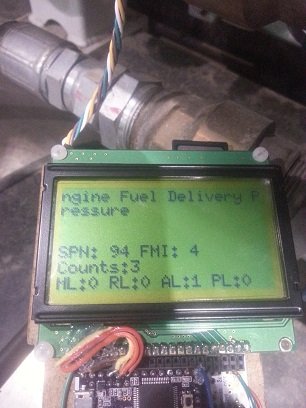 ngine Fuel Delivery P
ressure
SPN: 94 FMI: 4
Counts:3
ML:0 RL:0 AL:1 PL:0